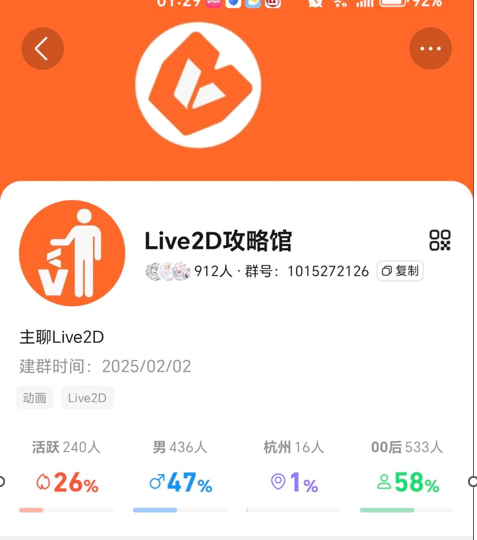 01:29 92%
Live2D攻略馆
912人 · 群号：1015272126 复制
主聊Live2D
建群时间：2025/02/02
动画 Live2D
活跃 240人 男 436人 杭州 16人 00后 533人
26% 47% 1% 58%